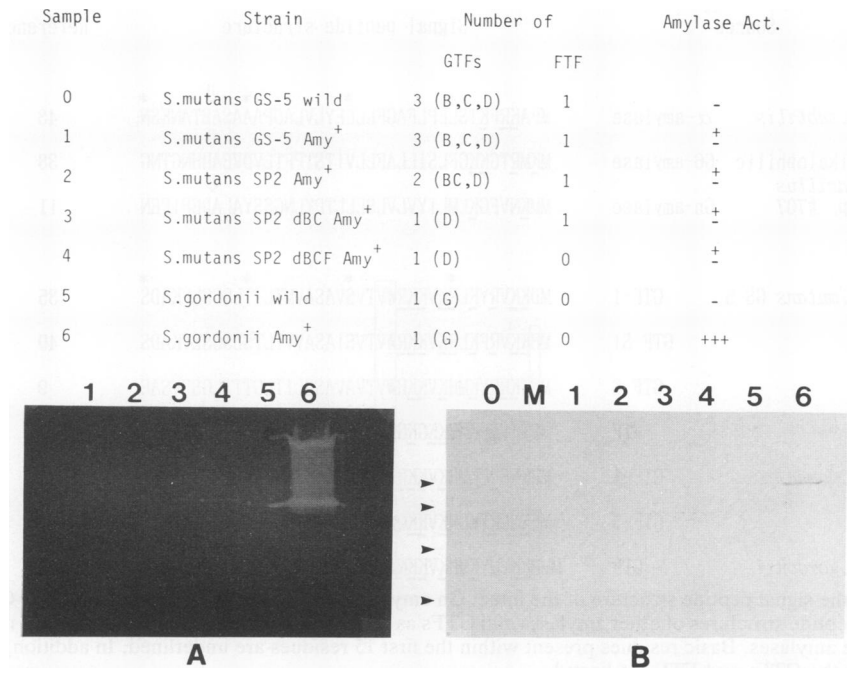 Sample Strain Number of Amylase Act.
GTFs FTF
0 S.mutans GS-5 wild 3 (B,C,D) 1 -
1 S.mutans GS-5 Amy+ 3 (B,C,D) 1 ±
2 S.mutans SP2 Amy+ 2 (BC,D) 1 ±
3 S.mutans SP2 dBC Amy+ 1 (D) 1 ±
4 S.mutans SP2 dBCF Amy+ 1 (D) 0 ±
5 S.gordonii wild 1 (G) 0 -
6 S.gordonii Amy+ 1 (G) 0 +++
1 2 3 4 5 6
0 M 1 2 3 4 5 6
A B